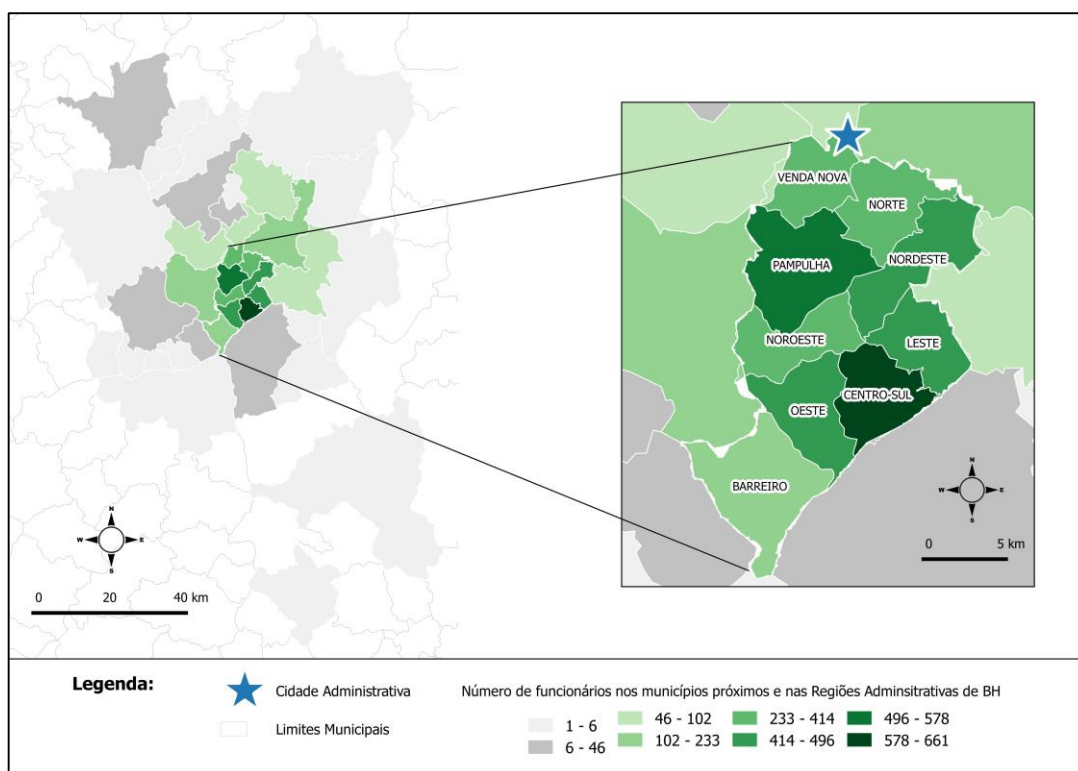 VENDA NOVA
NORTE
NORDESTE
PAMPULHA
NOROESTE
LESTE
CENTRO-SUL
OESTE
BARREIRO
N
W E
S
0 5 km
N
W E
S
0 20 40 km
Legenda:
Cidade Administrativa
Limites Municipais
Número de funcionários nos municípios próximos e nas Regiões Adminsitrativas de BH
1 - 6
6 - 46
46 - 102
102 - 233
233 - 414
414 - 496
496 - 578
578 - 661